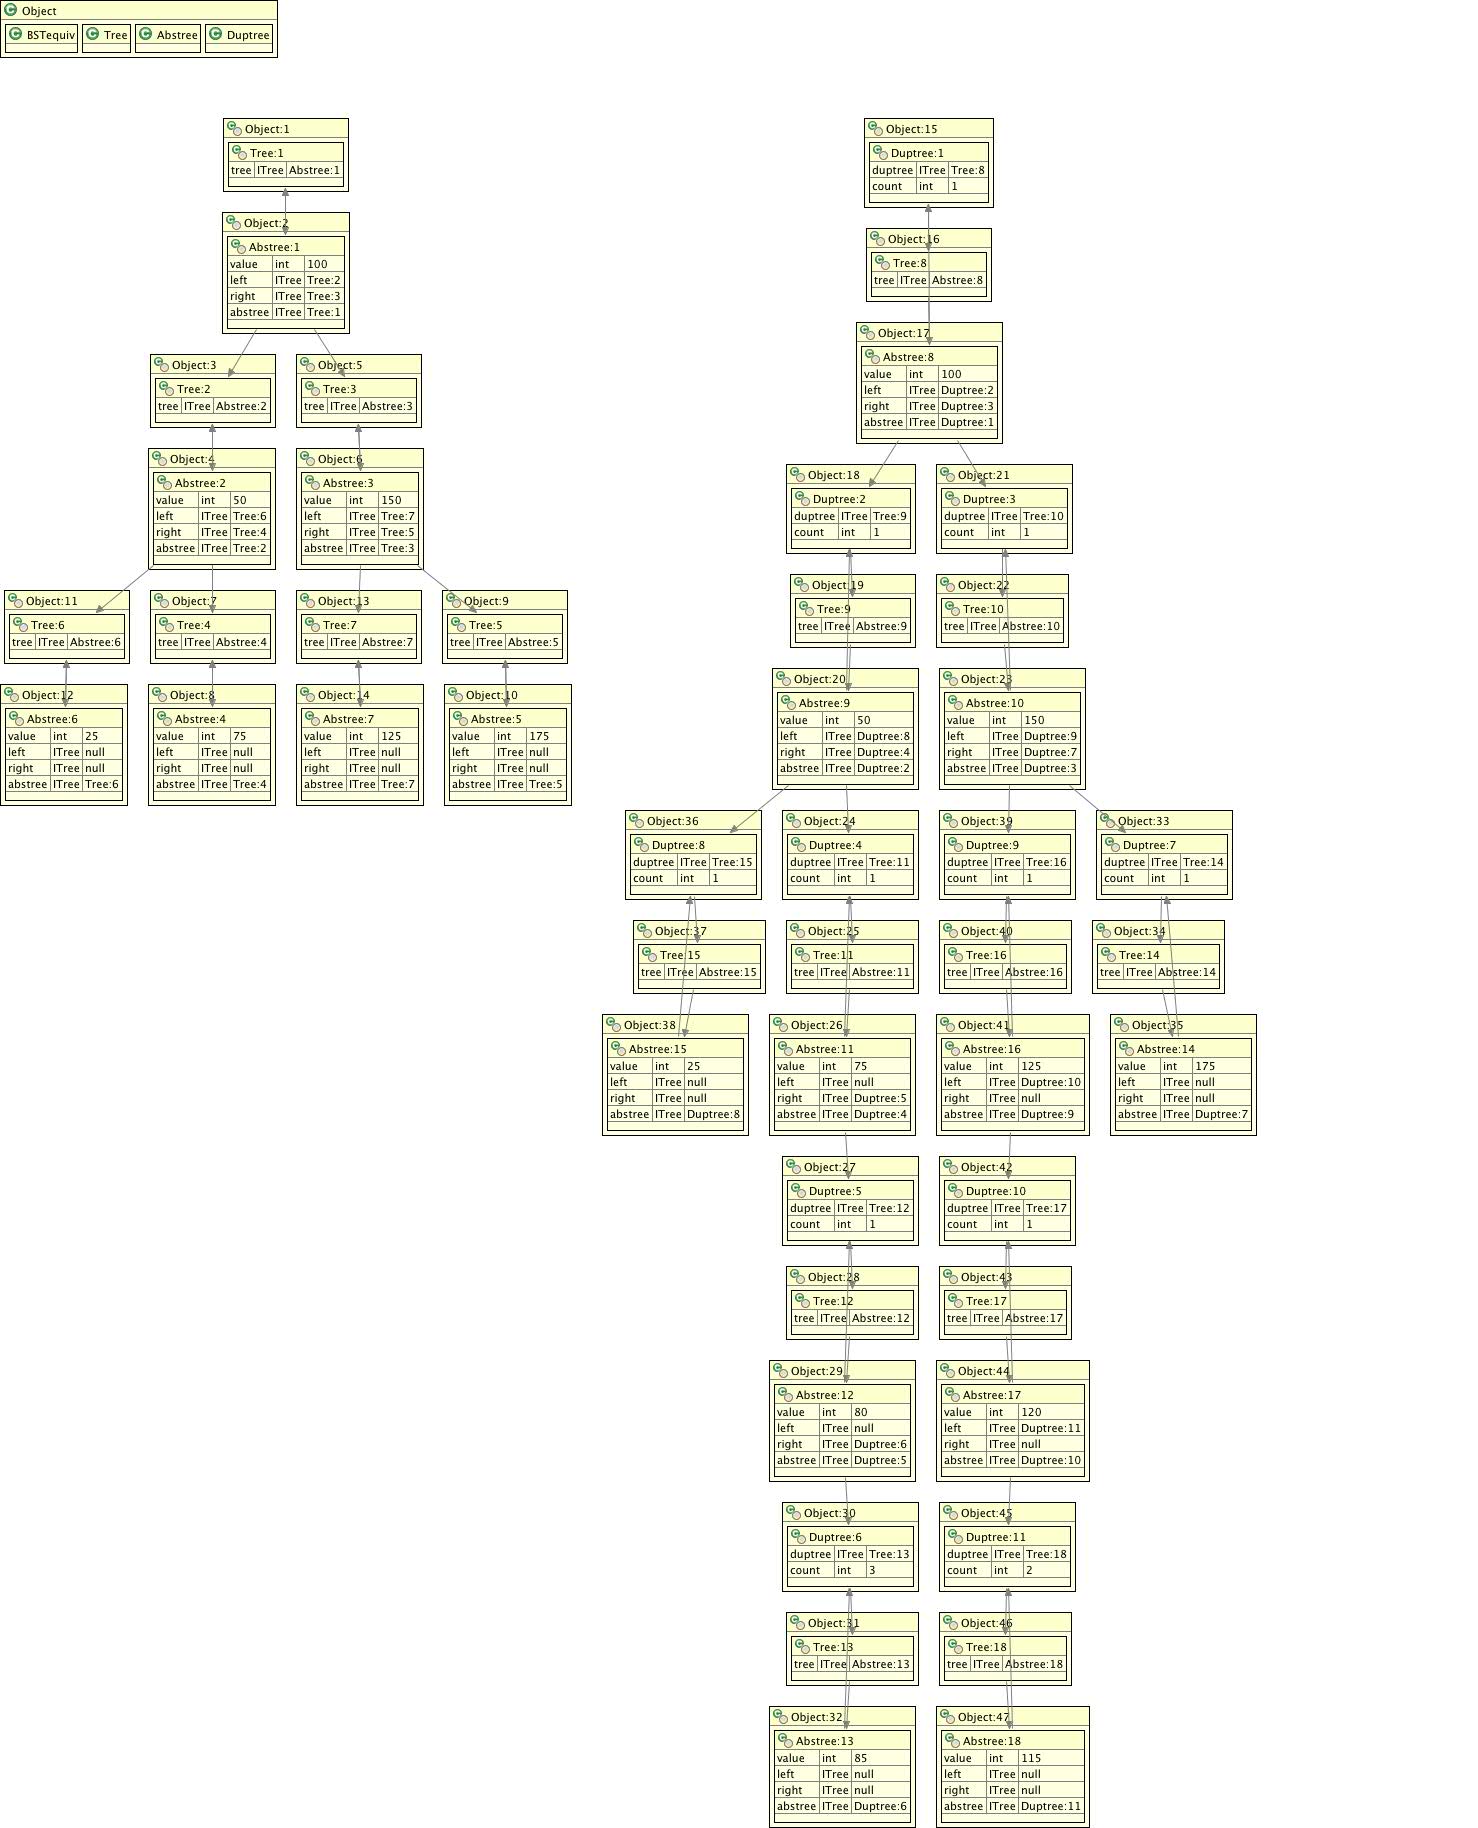 Object
BSTequiv Tree Abstree Duptree
Object:1
Tree:1
tree ITree Abstree:1
Object:2
Abstree:1
value int 100
left ITree Tree:2
right ITree Tree:3
abstree ITree Tree:1
Object:3
Tree:2
tree ITree Abstree:2
Object:5
Tree:3
tree ITree Abstree:3
Object:4
Abstree:2
value int 50
left ITree Tree:6
right ITree Tree:4
abstree ITree Tree:2
Object:6
Abstree:3
value int 150
left ITree Tree:7
right ITree Tree:5
abstree ITree Tree:3
Object:11
Tree:6
tree ITree Abstree:6
Object:7
Tree:4
tree ITree Abstree:4
Object:13
Tree:7
tree ITree Abstree:7
Object:9
Tree:5
tree ITree Abstree:5
Object:12
Abstree:6
value int 25
left ITree null
right ITree null
abstree ITree Tree:6
Object:8
Abstree:4
value int 75
left ITree null
right ITree null
abstree ITree Tree:4
Object:14
Abstree:7
value int 125
left ITree null
right ITree null
abstree ITree Tree:7
Object:10
Abstree:5
value int 175
left ITree null
right ITree null
abstree ITree Tree:5
Object:15
Duptree:1
duptree ITree Tree:8
count int 1
Object:16
Tree:8
tree ITree Abstree:8
Object:17
Abstree:8
value int 100
left ITree Duptree:2
right ITree Duptree:3
abstree ITree Duptree:1
Object:18
Duptree:2
duptree ITree Tree:9
count int 1
Object:21
Duptree:3
duptree ITree Tree:10
count int 1
Object:19
Tree:9
tree ITree Abstree:9
Object:22
Tree:10
tree ITree Abstree:10
Object:20
Abstree:9
value int 50
left ITree Duptree:8
right ITree Duptree:4
abstree ITree Duptree:2
Object:23
Abstree:10
value int 150
left ITree Duptree:9
right ITree Duptree:7
abstree ITree Duptree:3
Object:36
Duptree:8
duptree ITree Tree:15
count int 1
Object:24
Duptree:4
duptree ITree Tree:11
count int 1
Object:39
Duptree:9
duptree ITree Tree:16
count int 1
Object:33
Duptree:7
duptree ITree Tree:14
count int 1
Object:37
Tree:15
tree ITree Abstree:15
Object:25
Tree:11
tree ITree Abstree:11
Object:40
Tree:16
tree ITree Abstree:16
Object:34
Tree:14
tree ITree Abstree:14
Object:38
Abstree:15
value int 25
left ITree null
right ITree null
abstree ITree Duptree:8
Object:26
Abstree:11
value int 75
left ITree null
right ITree Duptree:5
abstree ITree Duptree:4
Object:41
Abstree:16
value int 125
left ITree Duptree:10
right ITree null
abstree ITree Duptree:9
Object:35
Abstree:14
value int 175
left ITree null
right ITree null
abstree ITree Duptree:7
Object:27
Duptree:5
duptree ITree Tree:12
count int 1
Object:42
Duptree:10
duptree ITree Tree:17
count int 1
Object:28
Tree:12
tree ITree Abstree:12
Object:43
Tree:17
tree ITree Abstree:17
Object:29
Abstree:12
value int 80
left ITree null
right ITree Duptree:6
abstree ITree Duptree:5
Object:44
Abstree:17
value int 120
left ITree Duptree:11
right ITree null
abstree ITree Duptree:10
Object:30
Duptree:6
duptree ITree Tree:13
count int 3
Object:45
Duptree:11
duptree ITree Tree:18
count int 2
Object:31
Tree:13
tree ITree Abstree:13
Object:46
Tree:18
tree ITree Abstree:18
Object:32
Abstree:13
value int 85
left ITree null
right ITree null
abstree ITree Duptree:6
Object:47
Abstree:18
value int 115
left ITree null
right ITree null
abstree ITree Duptree:11